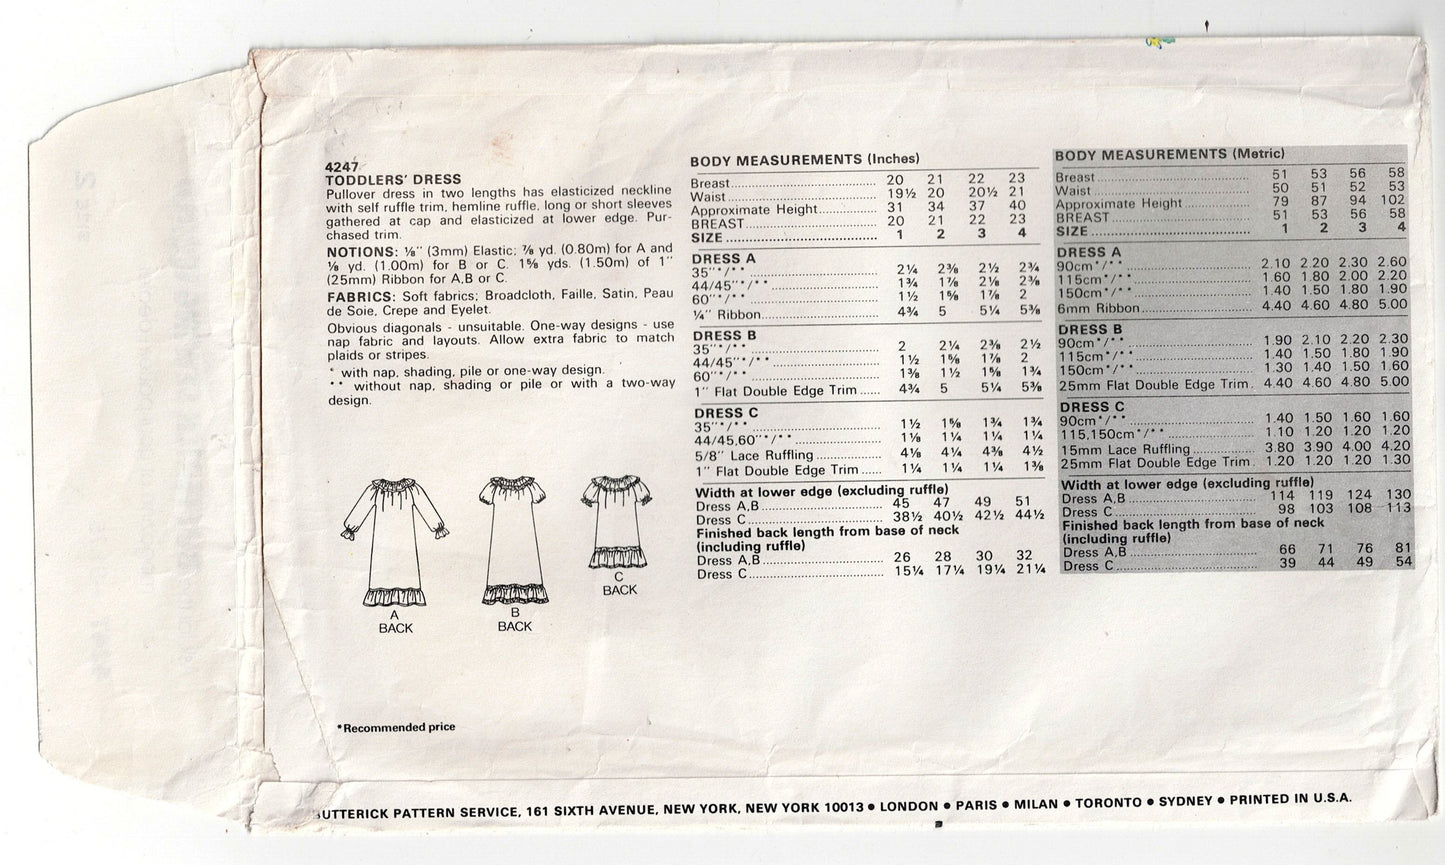 4247
TODDLERS' DRESS
Pullover dress in two lengths has elasticized neckline
with self ruffle trim, hemline ruffle, long or short sleeves
gathered at cap and elasticized at lower edge. Pur-
chased trim.
NOTIONS: ⅛" (3mm) Elastic; ⅞ yd. (0.80m) for A and
⅛ yd. (1.00m) for B or C. 1⅝ yds. (1.50m) of 1"
(25mm) Ribbon for A,B or C.
FABRICS: Soft fabrics; Broadcloth, Faille, Satin, Peau
de Soie, Crepe and Eyelet.
Obvious diagonals - unsuitable. One-way designs - use
nap fabric and layouts. Allow extra fabric to match
plaids or stripes.
* with nap, shading, pile or one-way design.
** without nap, shading or pile or with a two-way
design.
A
BACK
B
BACK
C
BACK
*Recommended price
BODY MEASUREMENTS (Inches)
Breast 20 21 22 23
Waist 19½ 20 20½ 21
Approximate Height 31 34 37 40
BREAST 20 21 22 23
SIZE 1 2 3 4
DRESS A
35"*/** 2¼ 2⅜ 2½ 2¾
44/45"*/** 1¾ 1⅞ 2⅛ 2⅜
60"*/** 1½ 1⅝ 1⅞ 2
¼" Ribbon 4¾ 5 5¼ 5⅜
DRESS B
35"*/** 2 2¼ 2⅜ 2½
44/45"*/** 1½ 1⅝ 1⅞ 2
60"*/** 1⅜ 1½ 1⅝ 1¾
1" Flat Double Edge Trim 4¾ 5 5¼ 5⅜
DRESS C
35"*/** 1½ 1⅝ 1¾ 1¾
44/45,60"*/** 1⅛ 1¼ 1¼ 1¼
5/8" Lace Ruffling 4⅛ 4¼ 4⅜ 4½
1" Flat Double Edge Trim 1¼ 1¼ 1¼ 1⅜
Width at lower edge (excluding ruffle)
Dress A,B 45 47 49 51
Dress C 38½ 40½ 42½ 44½
Finished back length from base of neck
(including ruffle)
Dress A,B 26 28 30 32
Dress C 15¼ 17¼ 19¼ 21¼
BODY MEASUREMENTS (Metric)
Breast 51 53 56 58
Waist 50 51 52 53
Approximate Height 79 87 94 102
BREAST 51 53 56 58
SIZE 1 2 3 4
DRESS A
90cm*/** 2.10 2.20 2.30 2.60
115cm*/** 1.60 1.80 2.00 2.20
150cm*/** 1.40 1.50 1.80 1.90
6mm Ribbon 4.40 4.60 4.80 5.00
DRESS B
90cm*/** 1.90 2.10 2.20 2.30
115cm*/** 1.40 1.50 1.80 1.90
150cm*/** 1.30 1.40 1.50 1.60
25mm Flat Double Edge Trim 4.40 4.60 4.80 5.00
DRESS C
90cm*/** 1.40 1.50 1.60 1.60
115,150cm*/** 1.10 1.20 1.20 1.20
15mm Lace Ruffling 3.80 3.90 4.00 4.20
25mm Flat Double Edge Trim 1.20 1.20 1.20 1.30
Width at lower edge (excluding ruffle)
Dress A,B 114 119 124 130
Dress C 98 103 108 113
Finished back length from base of neck
(including ruffle)
Dress A,B 66 71 76 81
Dress C 39 44 49 54
UTTERICK PATTERN SERVICE, 161 SIXTH AVENUE, NEW YORK, NEW YORK 10013 • LONDON • PARIS • MILAN • TORONTO • SYDNEY • PRINTED IN U.S.A.